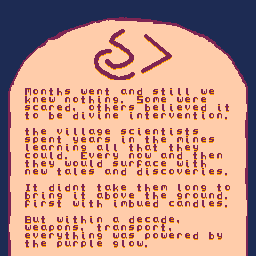 Months went and still we
knew nothing. Some were
scared, others believed it
to be divine intervention.

the village scientists
spent years in the mines
learning all that they
could. Every now and then
they would surface with
new tales and discoveries.

It didnt take them long to
bring it above the ground.
First with imbued candles.

But within a decade,
weapons, transport,
everything was powered by
the purple glow.